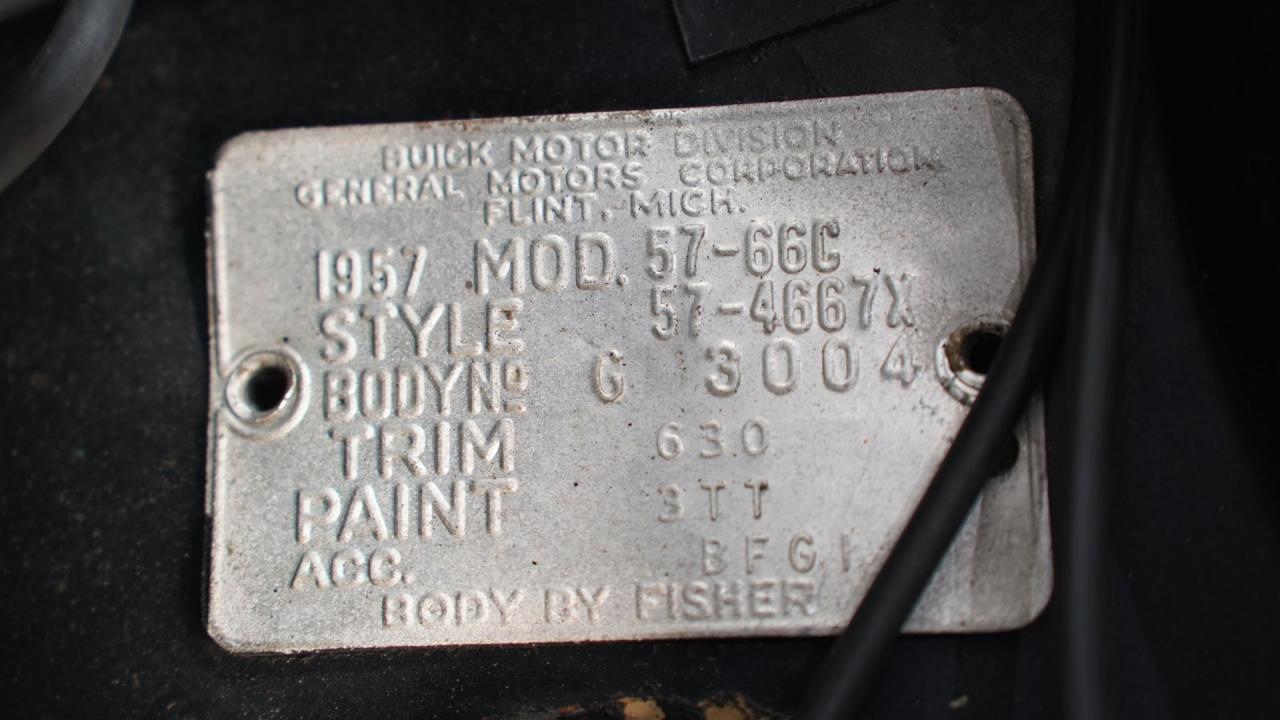 BUICK MOTOR DIVISION
GENERAL MOTORS CORPORATION
FLINT.-MICH.
1957 MOD. 57-66C
STYLE 57-4667X
BODY Nº G 3004
TRIM 630
PAINT 3TT
ACC. BFGI
BODY BY FISHER